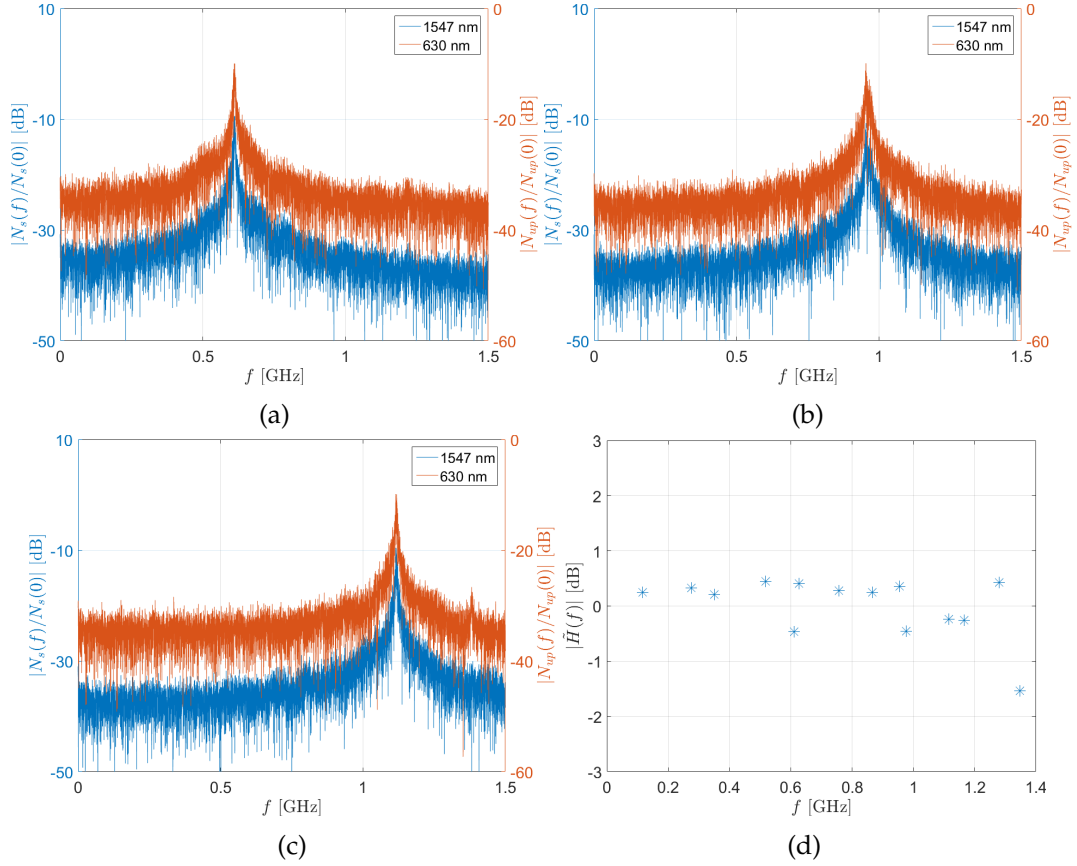 10
-10
-30
-50
|N_s(f)/N_s(0)| [dB]
0
-20
-40
-60
|N_up(f)/N_up(0)| [dB]
1547 nm
630 nm
0 0.5 1 1.5
f [GHz]
(a)
10
-10
-30
-50
|N_s(f)/N_s(0)| [dB]
0
-20
-40
-60
|N_up(f)/N_up(0)| [dB]
1547 nm
630 nm
0 0.5 1 1.5
f [GHz]
(b)
10
-10
-30
-50
|N_s(f)/N_s(0)| [dB]
0
-20
-40
-60
|N_up(f)/N_up(0)| [dB]
1547 nm
630 nm
0 0.5 1 1.5
f [GHz]
(c)
3
2
1
0
-1
-2
-3
|H̃(f)| [dB]
0 0.2 0.4 0.6 0.8 1 1.2 1.4
f [GHz]
(d)